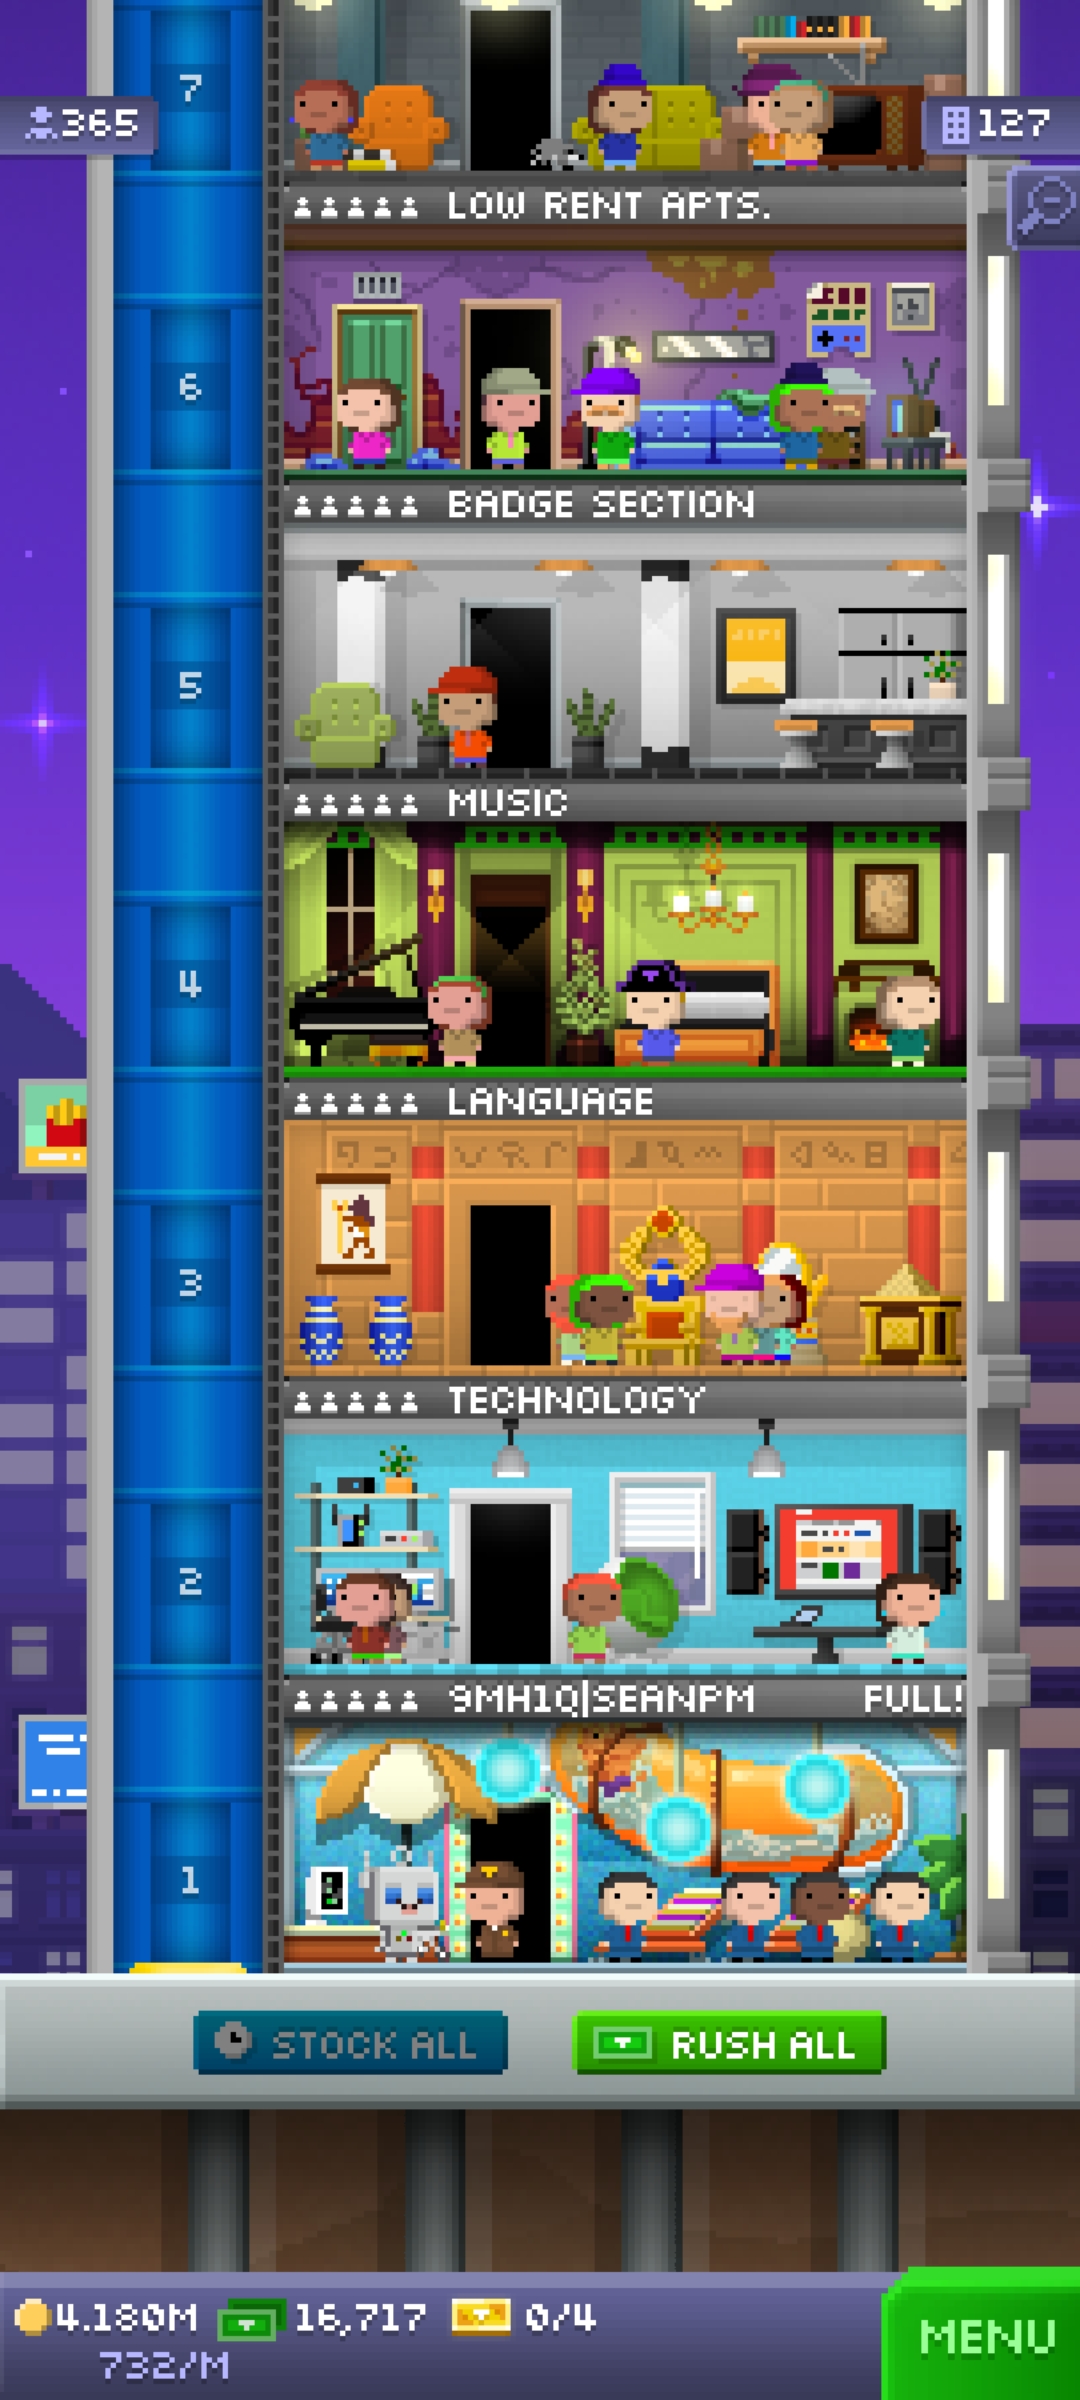 7
365
127
LOW RENT APTS.
6
BADGE SECTION
5
MUSIC
4
LANGUAGE
3
TECHNOLOGY
2
9MH1Q|SEANPM FULL!
1
STOCK ALL
RUSH ALL
4.180M 16,717 0/4
732/M
MENU